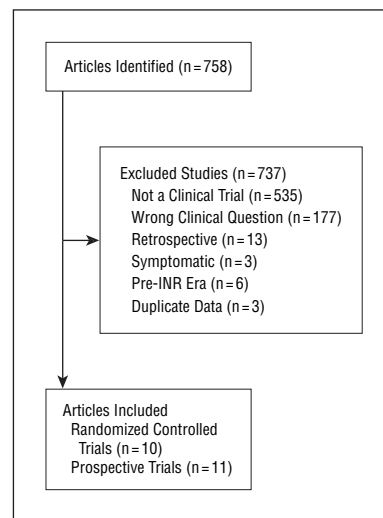 Articles Identified (n=758)
Excluded Studies (n=737)
Not a Clinical Trial (n=535)
Wrong Clinical Question (n=177)
Retrospective (n=13)
Symptomatic (n=3)
Pre-INR Era (n=6)
Duplicate Data (n=3)
Articles Included
Randomized Controlled
Trials (n=10)
Prospective Trials (n=11)